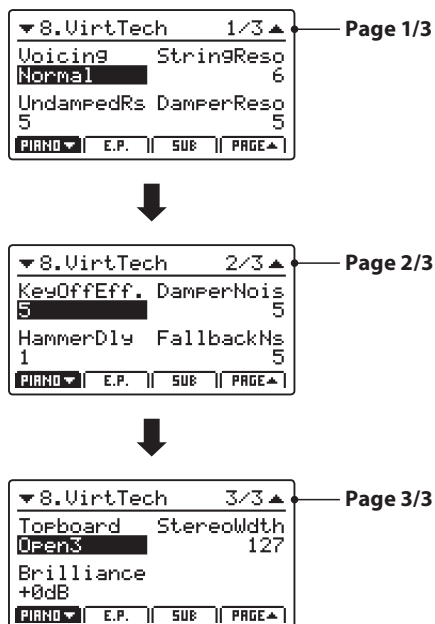 ▼8.VirtTech 1/3▲ Page 1/3
Voicing StringReso
Normal 6
UndampedRs DamperReso
5 5
PIANO▼ E.P. SUB PAGE▲
▼8.VirtTech 2/3▲ Page 2/3
KeyOffEff. DamperNois
5 5
HammerDly FallbackNs
1 5
PIANO▼ E.P. SUB PAGE▲
▼8.VirtTech 3/3▲ Page 3/3
Topboard StereoWdth
Open3 127
Brilliance
+0dB
PIANO▼ E.P. SUB PAGE▲